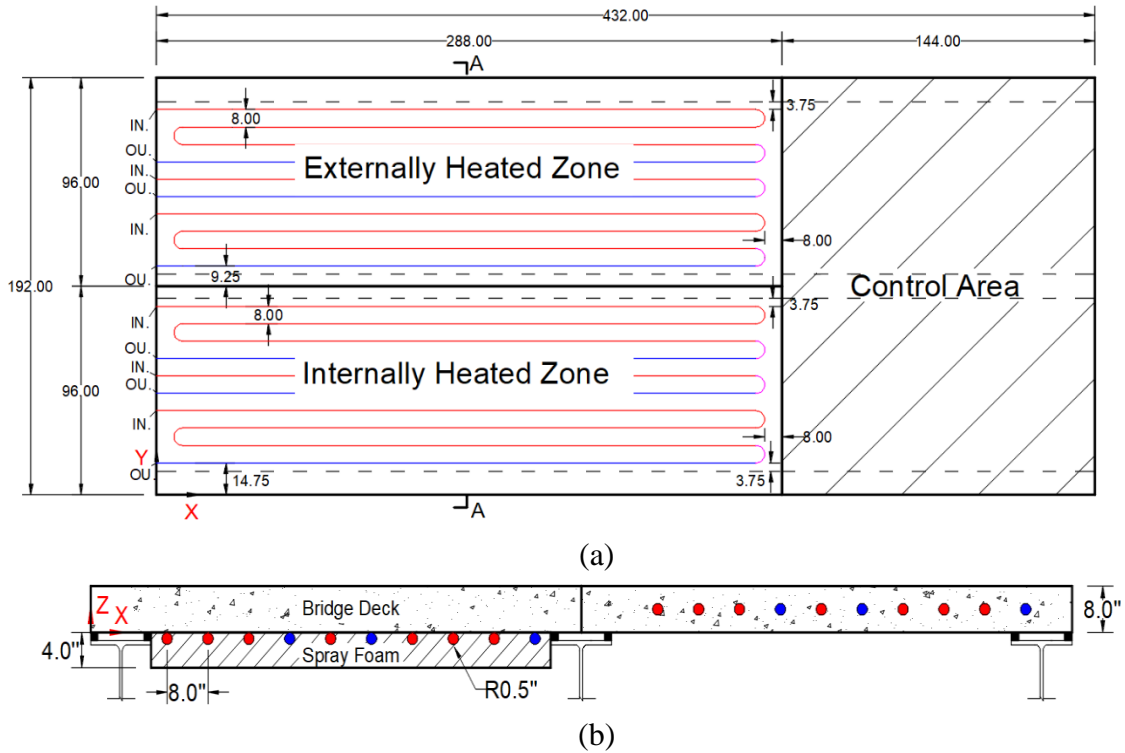 432.00
288.00
144.00
A
3.75
IN.
8.00
OU.
Externally Heated Zone
IN.
96.00
OU.
IN.
8.00
9.25
OU.
192.00
Control Area
3.75
IN.
8.00
OU.
Internally Heated Zone
IN.
96.00
OU.
IN.
8.00
Y
OU.
14.75
3.75
X
A
(a)
Z
X
Bridge Deck
8.0"
4.0"
Spray Foam
8.0"
R0.5"
(b)